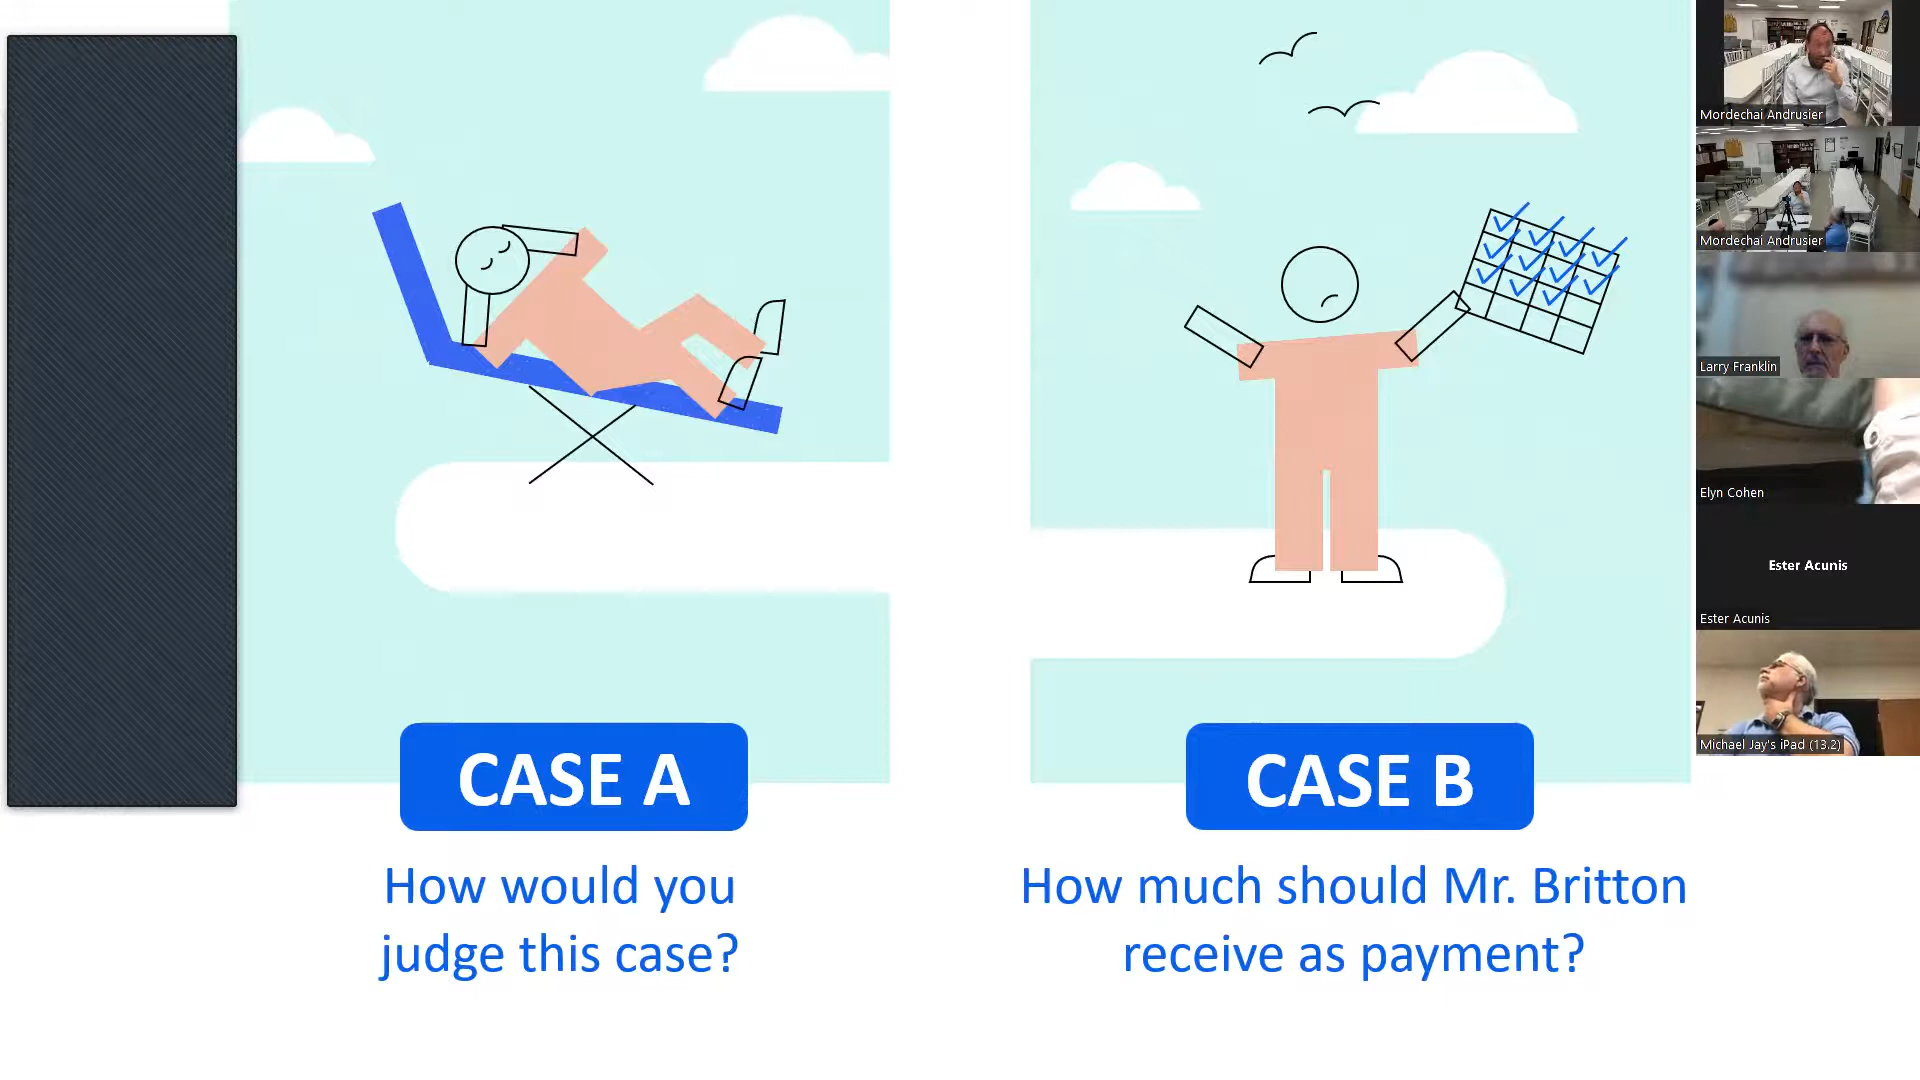 CASE A
How would you
judge this case?
CASE B
How much should Mr. Britton
receive as payment?
Mordechai Andrusier
Mordechai Andrusier
Larry Franklin
Elyn Cohen
Ester Acunis
Ester Acunis
Michael Jay's iPad (13.2)